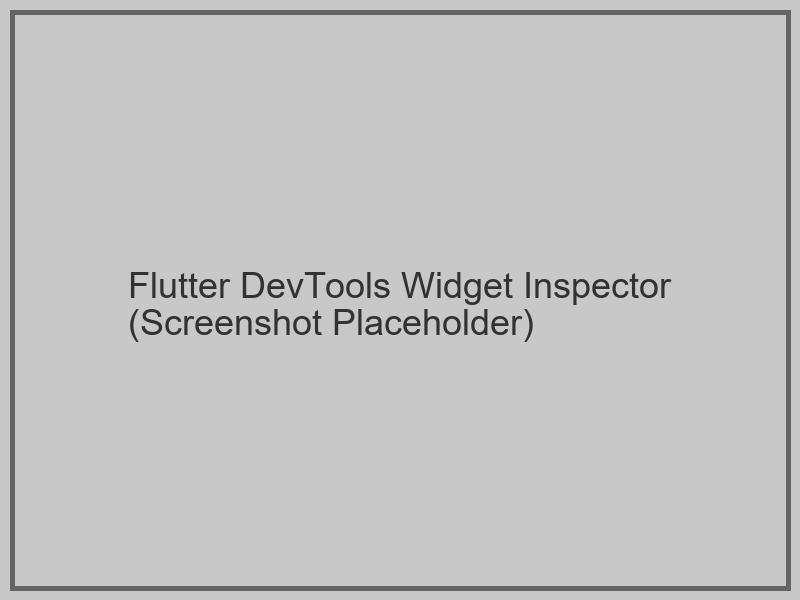 Flutter DevTools Widget Inspector
(Screenshot Placeholder)